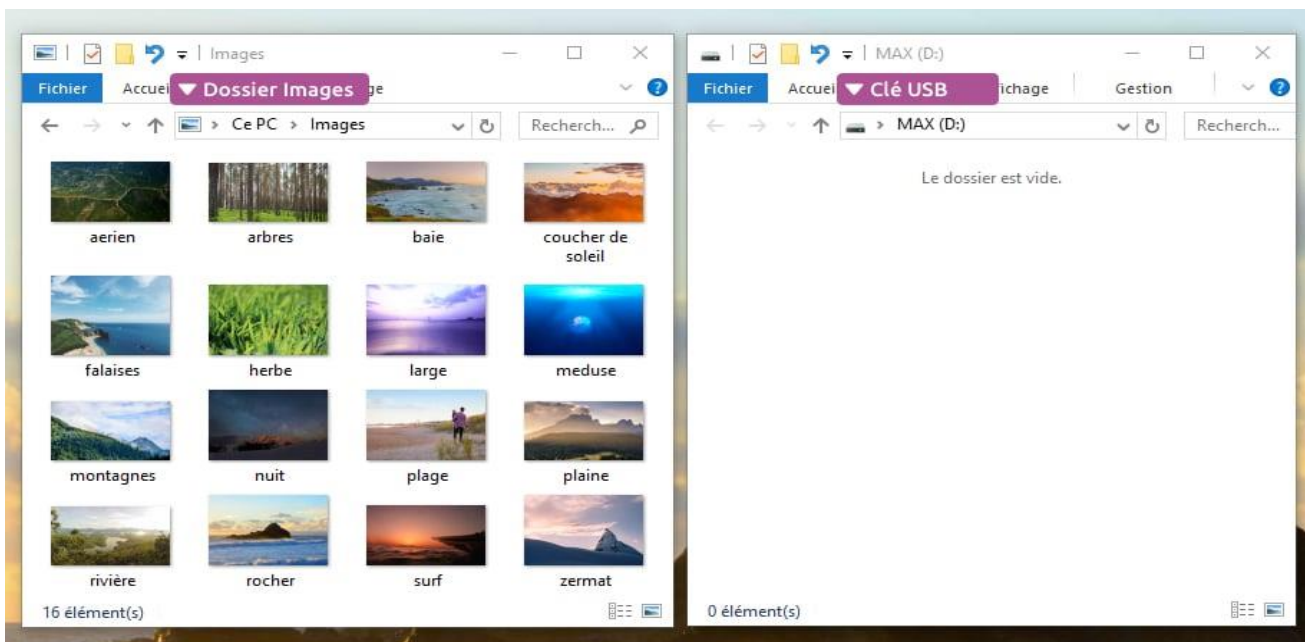 Images
Fichier
Accuei
Dossier Images
ge
Ce PC > Images
Recherch...
aerien
arbres
baie
coucher de
soleil
falaises
herbe
large
meduse
montagnes
nuit
plage
plaine
rivière
rocher
surf
zermat
16 élément(s)
MAX (D:)
Fichier
Accuei
Clé USB
ichage
Gestion
MAX (D:)
Recherch...
Le dossier est vide.
0 élément(s)